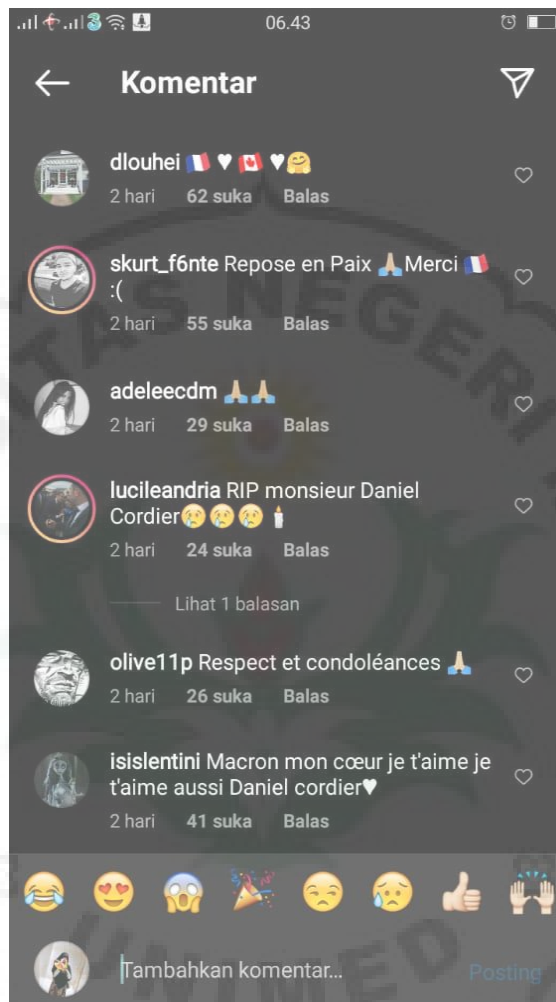 06.43
Komentar
dlouhei 🇫🇷 ♥ 🇨🇦 ♥🤗
2 hari 62 suka Balas
skurt_f6nte Repose en Paix 🙏🏼Merci 🇫🇷
:(
2 hari 55 suka Balas
adeleecdm 🙏🏼🙏🏼
2 hari 29 suka Balas
lucileandria RIP monsieur Daniel
Cordier😢😢😢🕯
2 hari 24 suka Balas
Lihat 1 balasan
olive11p Respect et condoléances 🙏🏼
2 hari 26 suka Balas
isislentini Macron mon cœur je t'aime je
t'aime aussi Daniel cordier♥
2 hari 41 suka Balas
Tambahkan komentar...
Posting
UNIMED